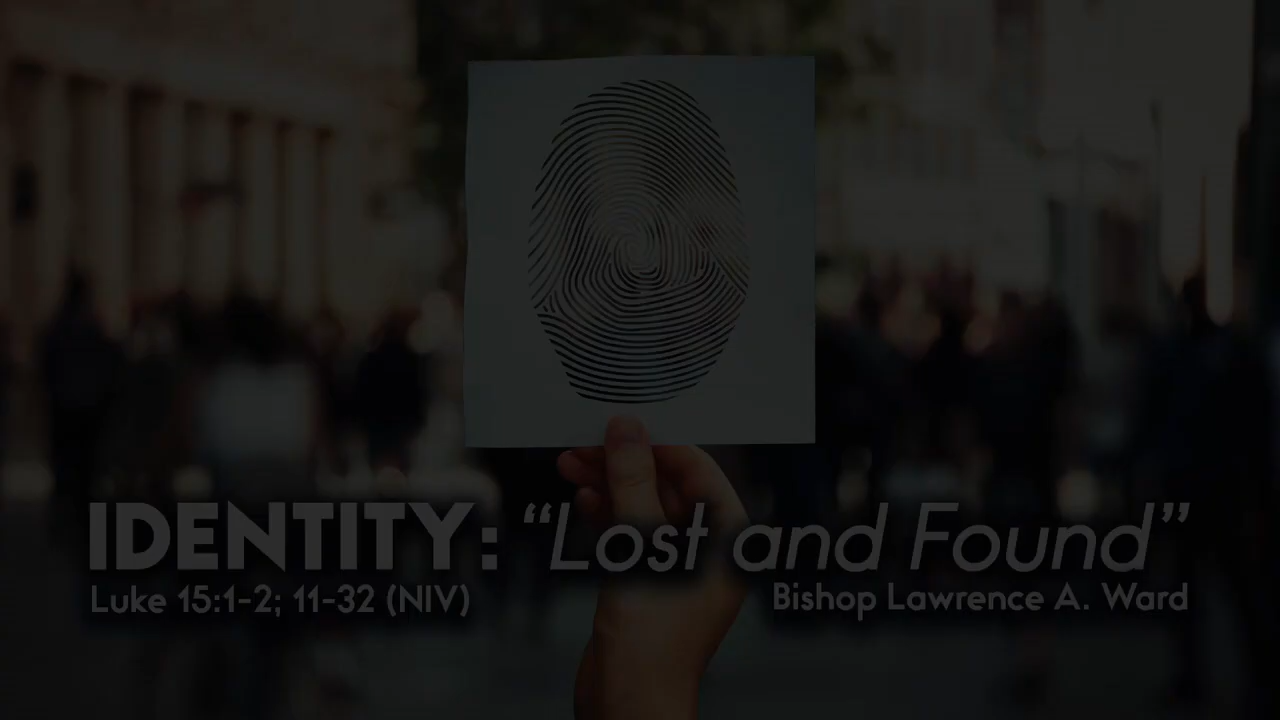 IDENTITY: “Lost and Found”
Luke 15:1-2; 11-32 (NIV)
Bishop Lawrence A. Ward